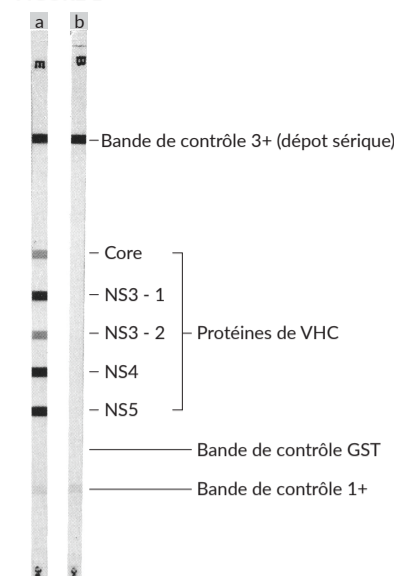 a b
Bande de contrôle 3+ (dépot sérique)
Core
NS3 - 1
NS3 - 2
Protéines de VHC
NS4
NS5
Bande de contrôle GST
Bande de contrôle 1+